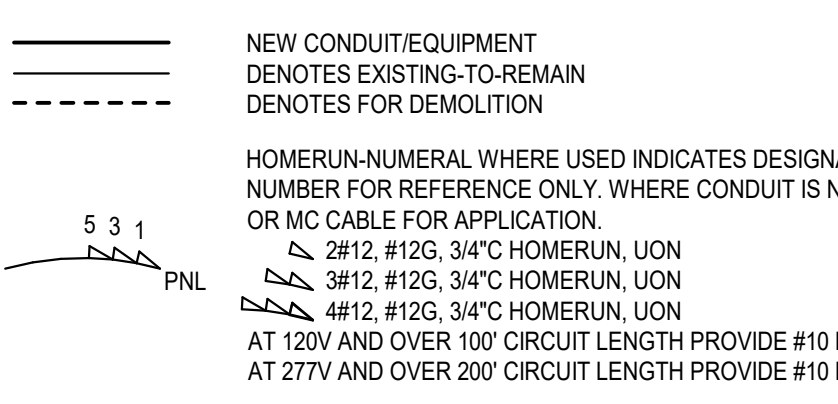 NEW CONDUIT/EQUIPMENT
DENOTES EXISTING-TO-REMAIN
DENOTES FOR DEMOLITION
HOMERUN-NUMERAL WHERE USED INDICATES
NUMBER FOR REFERENCE ONLY. WHERE CONDUIT IS
OR MC CABLE FOR APPLICATION.
5 3 1
PNL
2#12, #12G, 3/4"C HOMERUN, UON
3#12, #12G, 3/4"C HOMERUN, UON
4#12, #12G, 3/4"C HOMERUN, UON
AT 120V AND OVER 100' CIRCUIT LENGTH PROVIDE #10
AT 277V AND OVER 200' CIRCUIT LENGTH PROVIDE #10